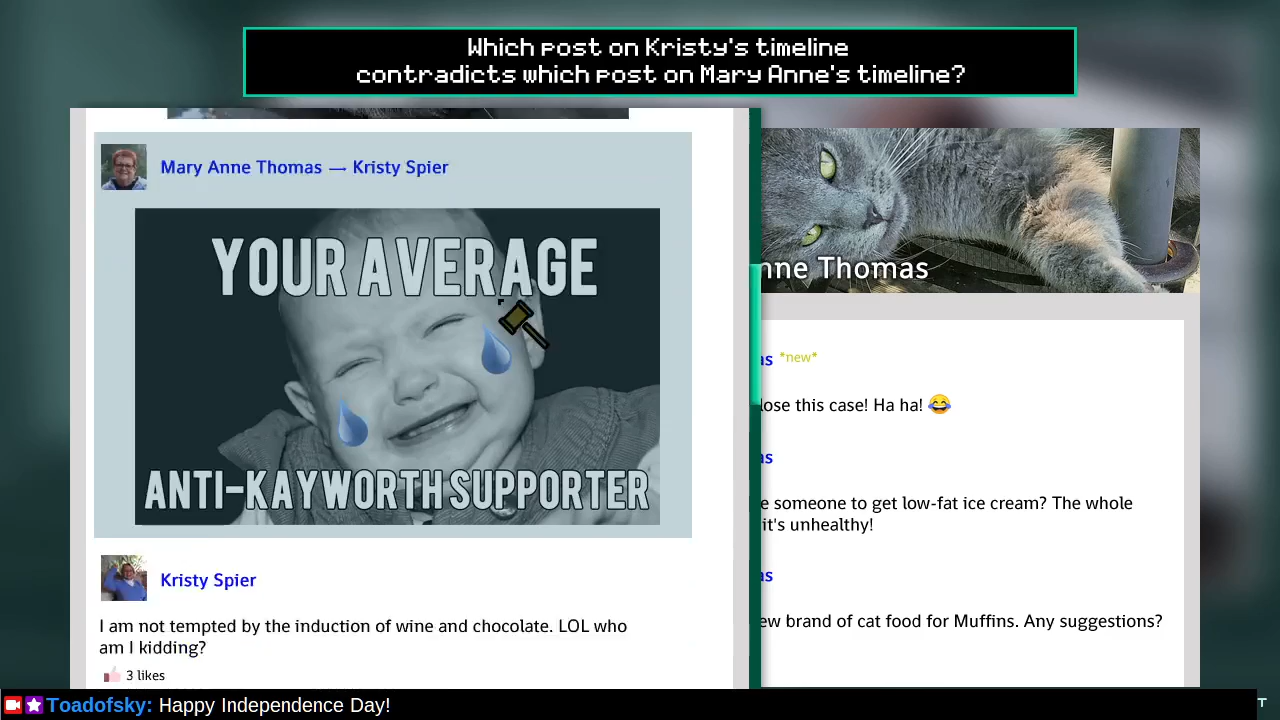 Which post on Kristy's timeline
contradicts which post on Mary Anne's timeline?
Mary Anne Thomas → Kristy Spier
YOUR AVERAGE
ANTI-KAYWORTH SUPPORTER
Kristy Spier
I am not tempted by the induction of wine and chocolate. LOL who
am I kidding?
3 likes
nne Thomas
as *new*
lose this case! Ha ha! 😂
as
e someone to get low-fat ice cream? The whole
it's unhealthy!
as
ew brand of cat food for Muffins. Any suggestions?
Toadofsky: Happy Independence Day!
T